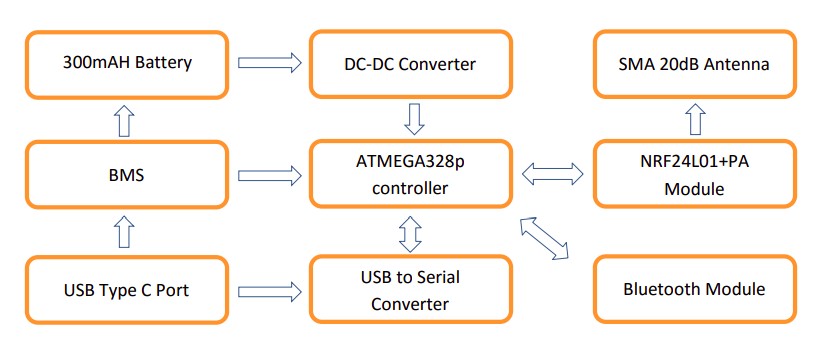 300mAH Battery
DC-DC Converter
SMA 20dB Antenna
BMS
ATMEGA328p
controller
NRF24L01+PA
Module
USB Type C Port
USB to Serial
Converter
Bluetooth Module